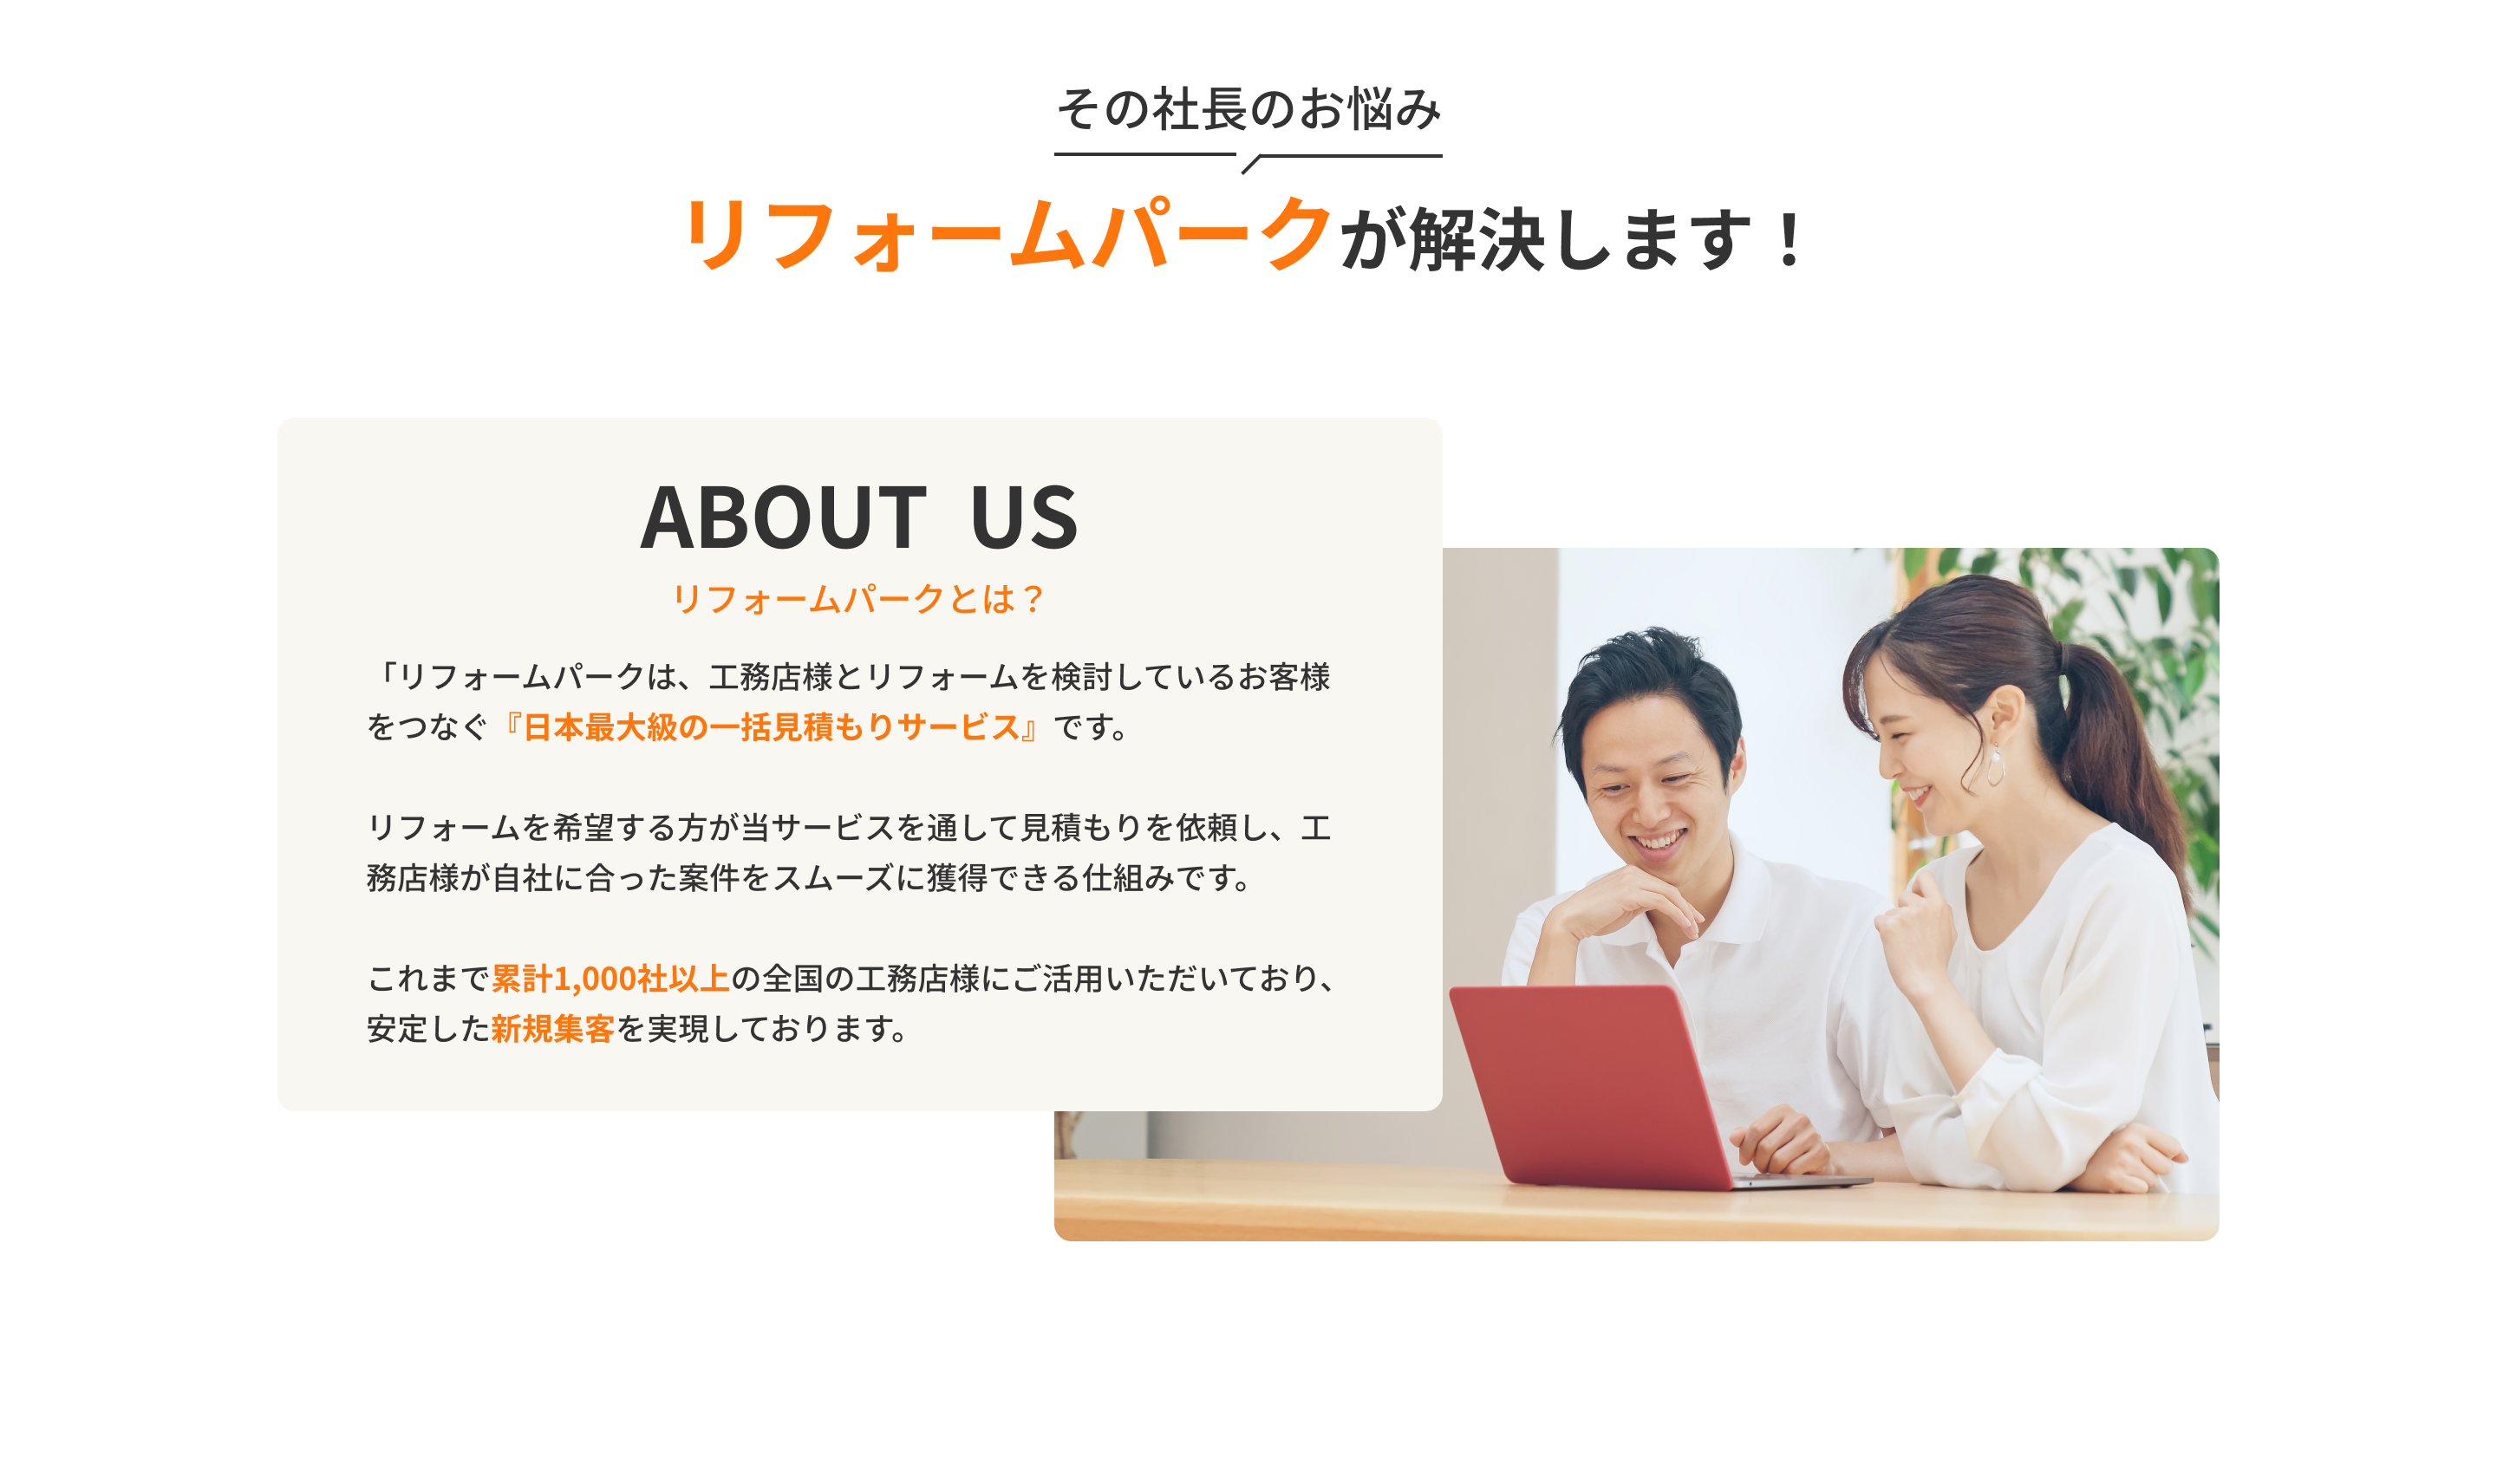 その社長のお悩み
リフォームパークが解決します！
ABOUT US
リフォームパークとは？
「リフォームパークは、工務店様とリフォームを検討しているお客様
をつなぐ『日本最大級の一括見積もりサービス』です。
リフォームを希望する方が当サービスを通して見積もりを依頼し、工
務店様が自社に合った案件をスムーズに獲得できる仕組みです。
これまで累計1,000社以上の全国の工務店様にご活用いただいており、
安定した新規集客を実現しております。